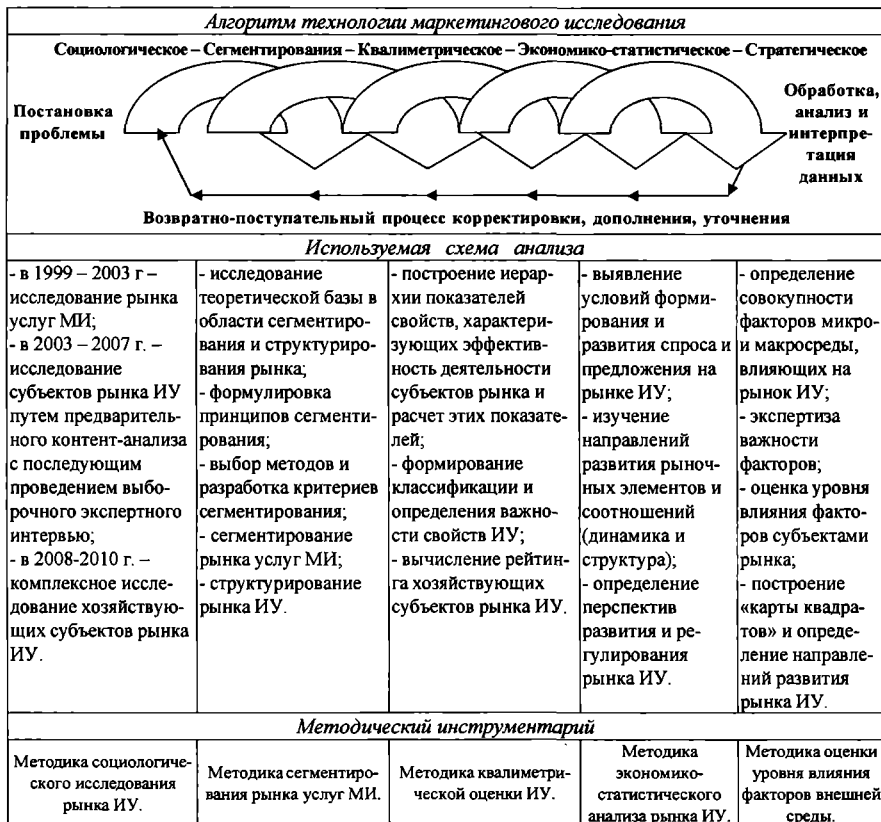 Алгоритм технологии маркетингового исследования
Социологическое – Сегментирования – Квалиметрическое – Экономико-статистическое – Стратегическое
Постановка
проблемы
Обработка,
анализ и
интерпре-
тация
данных
Возвратно-поступательный процесс корректировки, дополнения, уточнения
Используемая схема анализа
- в 1999 – 2003 г –
исследование рынка
услуг МИ;
- в 2003 – 2007 г. –
исследование
субъектов рынка ИУ
путем предваритель-
ного контент-анализа
с последующим
проведением выбо-
рочного экспертного
интервью;
- в 2008-2010 г. –
комплексное иссле-
дование хозяйствую-
щих субъектов рынка
ИУ.
- исследование
теоретической базы в
области сегментиро-
вания и структуриро-
вания рынка;
- формулировка
принципов сегменти-
рования;
- выбор методов и
разработка критериев
сегментирования;
- сегментирование
рынка услуг МИ;
- структурирование
рынка ИУ.
- построение иерар-
хии показателей
свойств, характери-
зующих эффектив-
ность деятельности
субъектов рынка и
расчет этих показате-
лей;
- формирование
классификации и
определения важно-
сти свойств ИУ;
- вычисление рейтин-
га хозяйствующих
субъектов рынка ИУ.
- выявление
условий форми-
рования и
развития спроса и
предложения на
рынке ИУ;
- изучение
направлений
развития рыноч-
ных элементов и
соотношений
(динамика и
структура);
- определение
перспектив
развития и ре-
гулирования
рынка ИУ.
- определение
совокупности
факторов микро-
и макросреды,
влияющих на
рынок ИУ;
- экспертиза
важности
факторов;
- оценка уровня
влияния факто-
ров субъектами
рынка;
- построение
«карты квадра-
тов» и опреде-
ление направле-
ний развития
рынка ИУ.
Методический инструментарий
Методика социологиче-
ского исследования
рынка ИУ.
Методика сегментиро-
вания рынка услуг МИ.
Методика квалиметри-
ческой оценки ИУ.
Методика
экономико-
статистического
анализа рынка ИУ.
Методика оценки
уровня влияния
факторов внешней
среды.